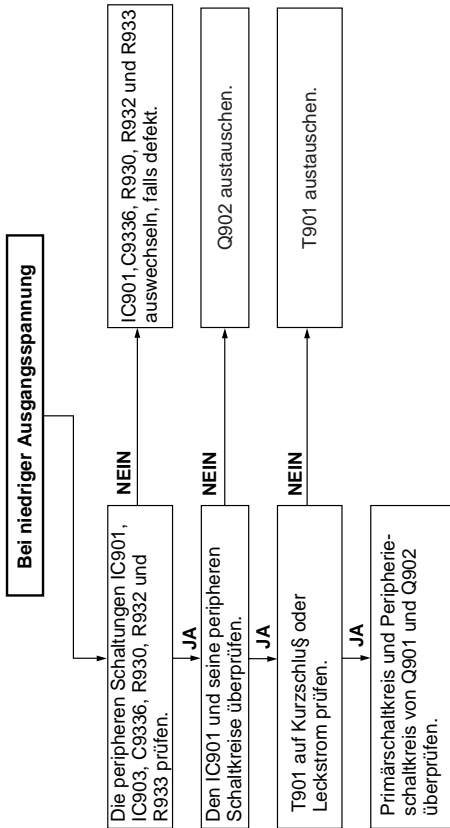 Bei niedriger Ausgangsspannung
Die peripheren Schaltungen IC901,
IC903, C9336, R930, R932 und
R933 prüfen.
NEIN
IC901,C9336, R930, R932 und R933
auswechseln, falls defekt.
JA
Den IC901 und seine peripheren
Schaltkreise überprüfen.
NEIN
Q902 austauschen.
JA
T901 auf Kurzschlu§ oder
Leckstrom prüfen.
NEIN
T901 austauschen.
JA
Primärschaltkreis und Peripherie-
schaltkreis von Q901 und Q902
überprüfen.